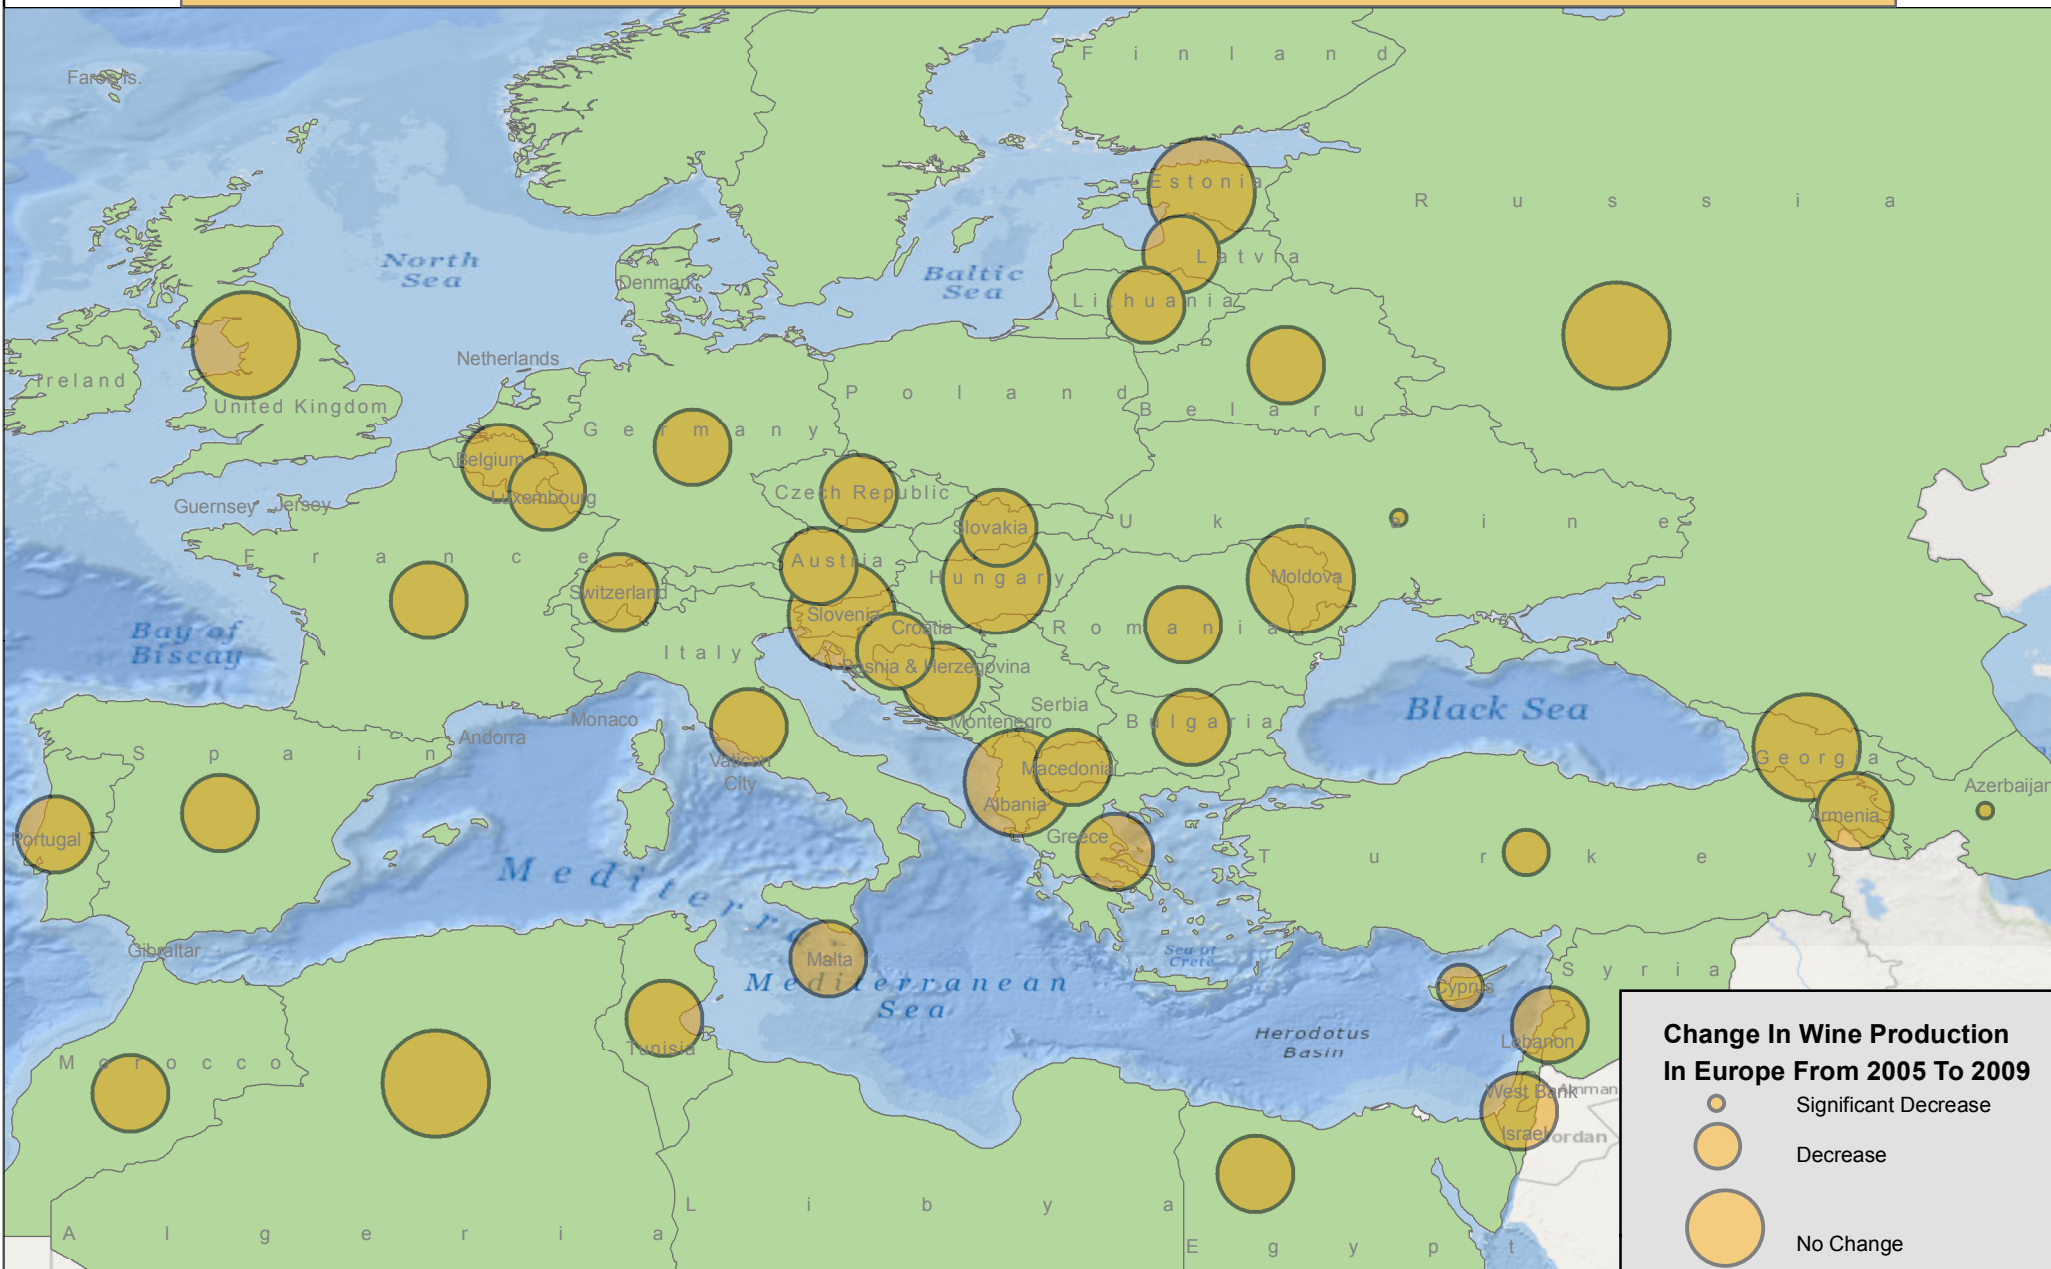 Finland
Faroe Is.
Estonia
Russia
North
Sea
Latvia
Baltic
Sea
Denmark
Lithuania
Netherlands
Ireland
Poland
United Kingdom
Belarus
Germany
Belgium
Czech Republic
Luxembourg
Guernsey
Jersey
Ukraine
Slovakia
France
Austria
Hungary
Moldova
Switzerland
Slovenia
Croatia
Romania
Bay of
Biscay
Italy
Bosnia & Herzegovina
Serbia
Black Sea
Monaco
Montenegro
Bulgaria
Andorra
Spain
Vatican
City
Macedonia
Georgia
Azerbaijan
Albania
Armenia
Portugal
Greece
Turkey
Mediterra
Gibraltar
Malta
Sea of
Crete
Syria
Mediterranean
Sea
Cyprus
Herodotus
Basin
Lebanon
Tunisia
Morocco
West Bank
Amman
Israel
Jordan
Libya
Algeria
Egypt
Change In Wine Production
In Europe From 2005 To 2009
Significant Decrease
Decrease
No Change